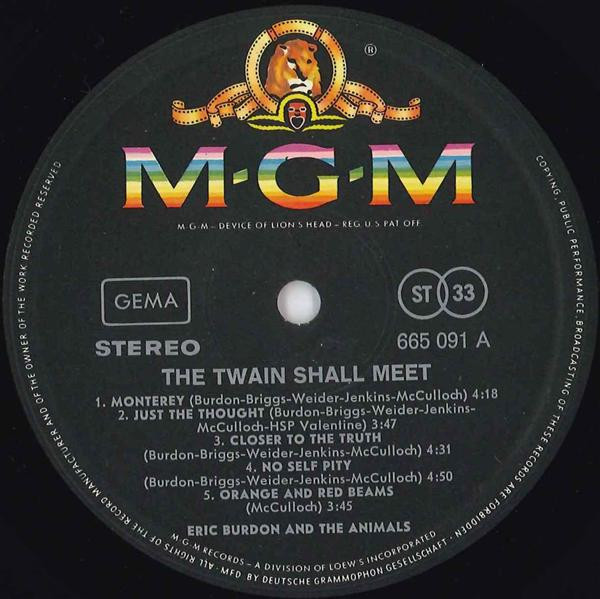 ®
M·G·M
M·G·M – DEVICE OF LION'S HEAD – REG. U.S. PAT. OFF.
GEMA
ST 33
STEREO
665 091 A
THE TWAIN SHALL MEET
1. MONTEREY (Burdon-Briggs-Weider-Jenkins-McCulloch) 4:18
2. JUST THE THOUGHT (Burdon-Briggs-Weider-Jenkins-
McCulloch-HSP Valentine) 3:47
3. CLOSER TO THE TRUTH
(Burdon-Briggs-Weider-Jenkins-McCulloch) 4:31
4. NO SELF PITY
(Burdon-Briggs-Weider-Jenkins-McCulloch) 4:50
5. ORANGE AND RED BEAMS
(McCulloch) 3:45
ERIC BURDON AND THE ANIMALS
M.G.M RECORDS – A DIVISION OF LOEW'S INCORPORATED
ALL RIGHTS OF THE RECORD MANUFACTURER AND OF THE OWNER OF THE WORK RECORDED RESERVED
COPYING, PUBLIC PERFORMANCE, BROADCASTING OF THESE RECORDS ARE FORBIDDEN
· MFD. BY DEUTSCHE GRAMMOPHON GESELLSCHAFT ·